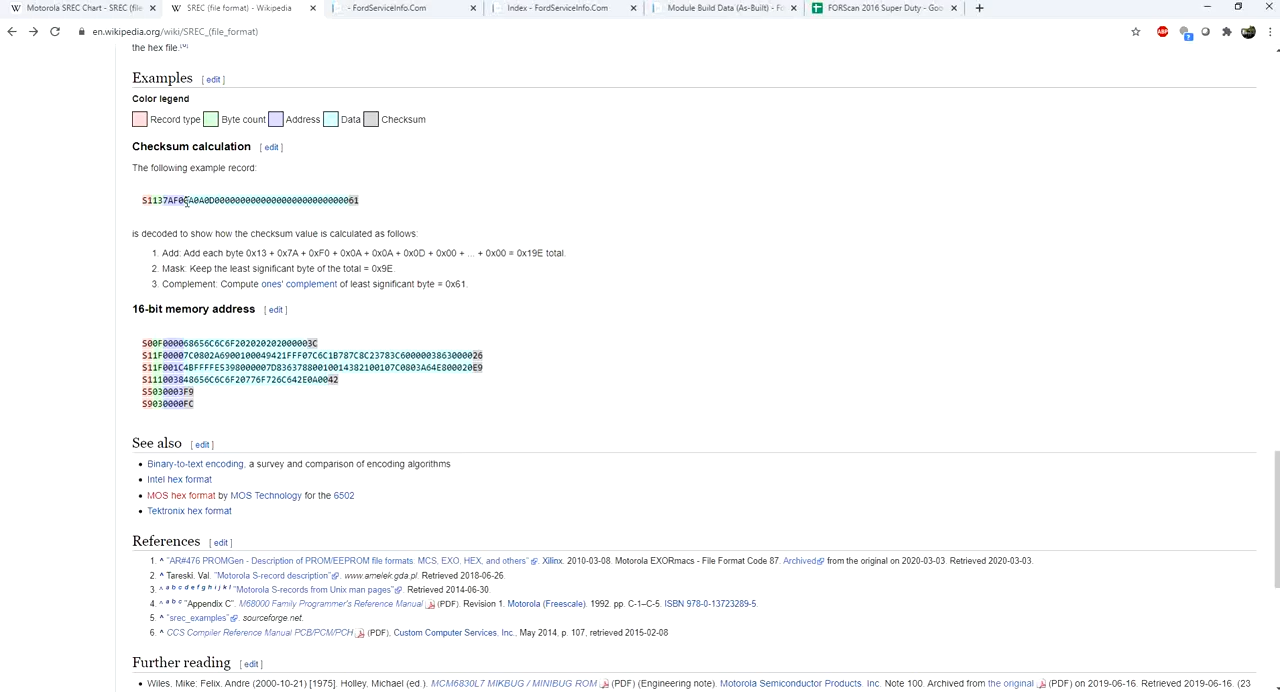 Motorola SREC Chart - SREC (file f
SREC (file format) - Wikipedia
- FordServiceInfo.Com
Index - FordServiceInfo.Com
Module Build Data (As-Built) - Fo
FORScan 2016 Super Duty - Goo
en.wikipedia.org/wiki/SREC_(file_format)
the hex file.[6]
Examples [ edit ]
Color legend
Record type Byte count Address Data Checksum
Checksum calculation [ edit ]
The following example record:
S1137AF00A0A0D0000000000000000000000000061
is decoded to show how the checksum value is calculated as follows:
1. Add: Add each byte 0x13 + 0x7A + 0xF0 + 0x0A + 0x0A + 0x0D + 0x00 + ... + 0x00 = 0x19E total.
2. Mask: Keep the least significant byte of the total = 0x9E.
3. Complement: Compute ones' complement of least significant byte = 0x61.
16-bit memory address [ edit ]
S00F000068656C6C6F202020202000003C
S11F00007C0802A6900100049421FFF07C6C1B787C8C23783C6000003863000026
S11F001C4BFFFFE5398000007D83637880010014382100107C0803A64E800020E9
S111003848656C6C6F20776F726C642E0A0042
S5030003F9
S9030000FC
See also [ edit ]
• Binary-to-text encoding, a survey and comparison of encoding algorithms
• Intel hex format
• MOS hex format by MOS Technology for the 6502
• Tektronix hex format
References [ edit ]
1. ^ "AR#476 PROMGen - Description of PROM/EEPROM file formats: MCS, EXO, HEX, and others". Xilinx. 2010-03-08. Motorola EXORmacs - File Format Code 87. Archived from the original on 2020-03-03. Retrieved 2020-03-03.
2. ^ Tareski, Val. "Motorola S-record description". www.amelek.gda.pl. Retrieved 2018-06-26.
3. ^ a b c d e f g h i j k l "Motorola S-records from Unix man pages". Retrieved 2014-06-30.
4. ^ a b c "Appendix C". M68000 Family Programmer's Reference Manual (PDF). Revision 1. Motorola (Freescale). 1992. pp. C-1–C-5. ISBN 978-0-13723289-5.
5. ^ "srec_examples". sourceforge.net.
6. ^ CCS Compiler Reference Manual PCB/PCM/PCH (PDF), Custom Computer Services, Inc., May 2014, p. 107, retrieved 2015-02-08
Further reading [ edit ]
• Wiles, Mike; Felix, Andre (2000-10-21) [1975]. Holley, Michael (ed.). MCM6830L7 MIKBUG / MINIBUG ROM (PDF) (Engineering note). Motorola Semiconductor Products, Inc. Note 100. Archived from the original (PDF) on 2019-06-16. Retrieved 2019-06-16. (23